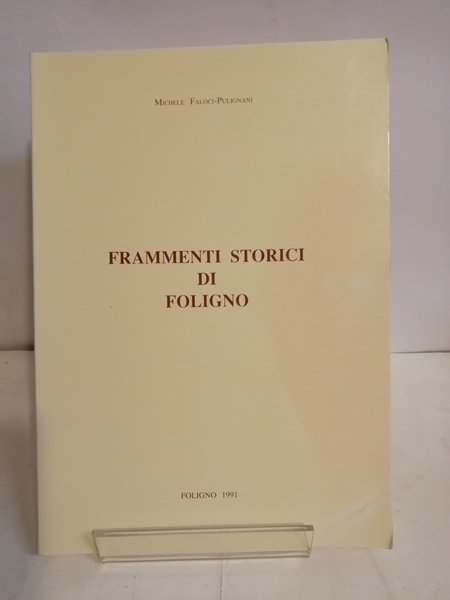 MICHELE FALOCI-PULIGNANI
FRAMMENTI STORICI
DI
FOLIGNO
FOLIGNO 1991